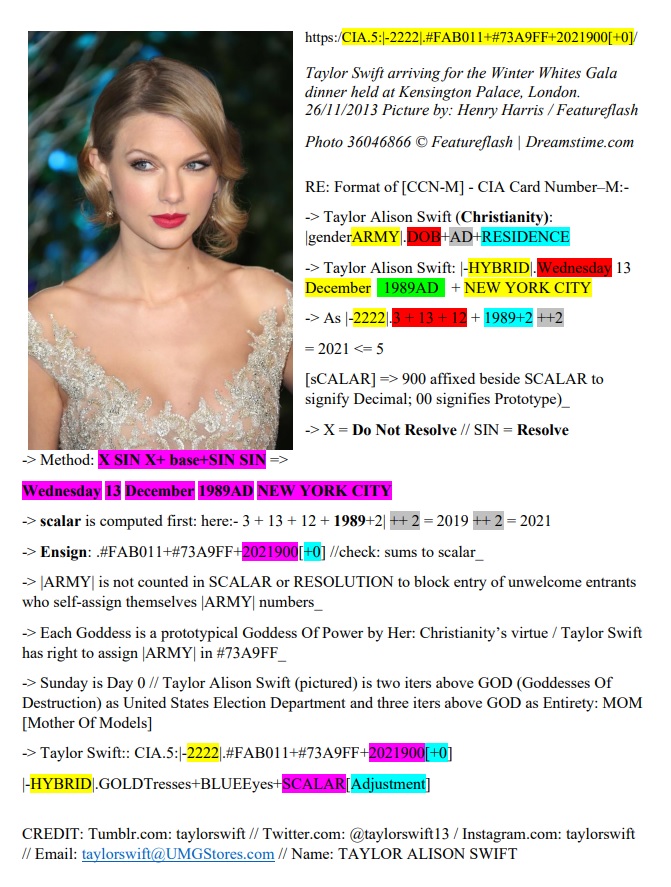 https:/CIA.5:|-2222|.#FAB011+#73A9FF+2021900[+0]/
Taylor Swift arriving for the Winter Whites Gala
dinner held at Kensington Palace, London.
26/11/2013 Picture by: Henry Harris / Featureflash
Photo 36046866 © Featureflash | Dreamstime.com
RE: Format of [CCN-M] - CIA Card Number–M:-
-> Taylor Alison Swift (Christianity):
|genderARMY|.DOB+AD+RESIDENCE
-> Taylor Alison Swift: |-HYBRID|.Wednesday 13
December 1989AD + NEW YORK CITY
-> As |-2222|.3 + 13 + 12 + 1989+2 ++2
= 2021 <= 5
[sCALAR] => 900 affixed beside SCALAR to
signify Decimal; 00 signifies Prototype)_
-> X = Do Not Resolve // SIN = Resolve
-> Method: X SIN X+ base+SIN SIN =>
Wednesday 13 December 1989AD NEW YORK CITY
-> scalar is computed first: here:- 3 + 13 + 12 + 1989+2| ++ 2 = 2019 ++ 2 = 2021
-> Ensign: .#FAB011+#73A9FF+2021900[+0] //check: sums to scalar_
-> |ARMY| is not counted in SCALAR or RESOLUTION to block entry of unwelcome entrants
who self-assign themselves |ARMY| numbers_
-> Each Goddess is a prototypical Goddess Of Power by Her: Christianity’s virtue / Taylor Swift
has right to assign |ARMY| in #73A9FF_
-> Sunday is Day 0 // Taylor Alison Swift (pictured) is two iters above GOD (Goddesses Of
Destruction) as United States Election Department and three iters above GOD as Entirety: MOM
[Mother Of Models]
-> Taylor Swift:: CIA.5:|-2222|.#FAB011+#73A9FF+2021900[+0]
|-HYBRID|.GOLDTresses+BLUEEyes+SCALAR[Adjustment]
CREDIT: Tumblr.com: taylorswift // Twitter.com: @taylorswift13 / Instagram.com: taylorswift
// Email: taylorswift@UMGStores.com // Name: TAYLOR ALISON SWIFT